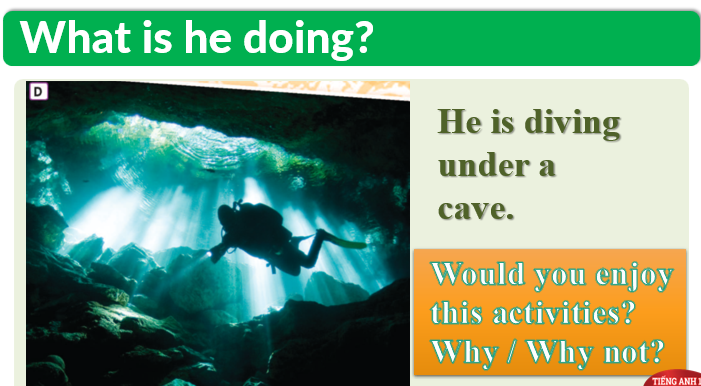 What is he doing?
D
He is diving
under a
cave.
Would you enjoy
this activities?
Why / Why not?
TIẾNG ANH